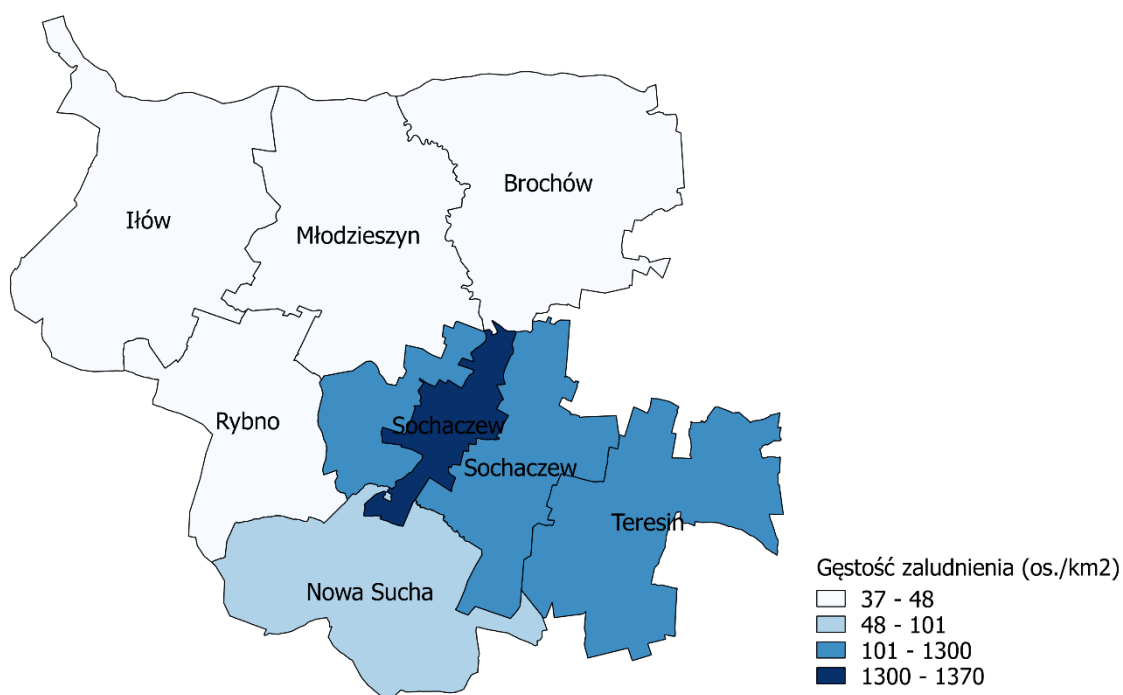 Brochów
Iłów
Młodzieszyn
Rybno
Sochaczew
Sochaczew
Teresin
Nowa Sucha
Gęstość zaludnienia (os./km2)
37 - 48
48 - 101
101 - 1300
1300 - 1370